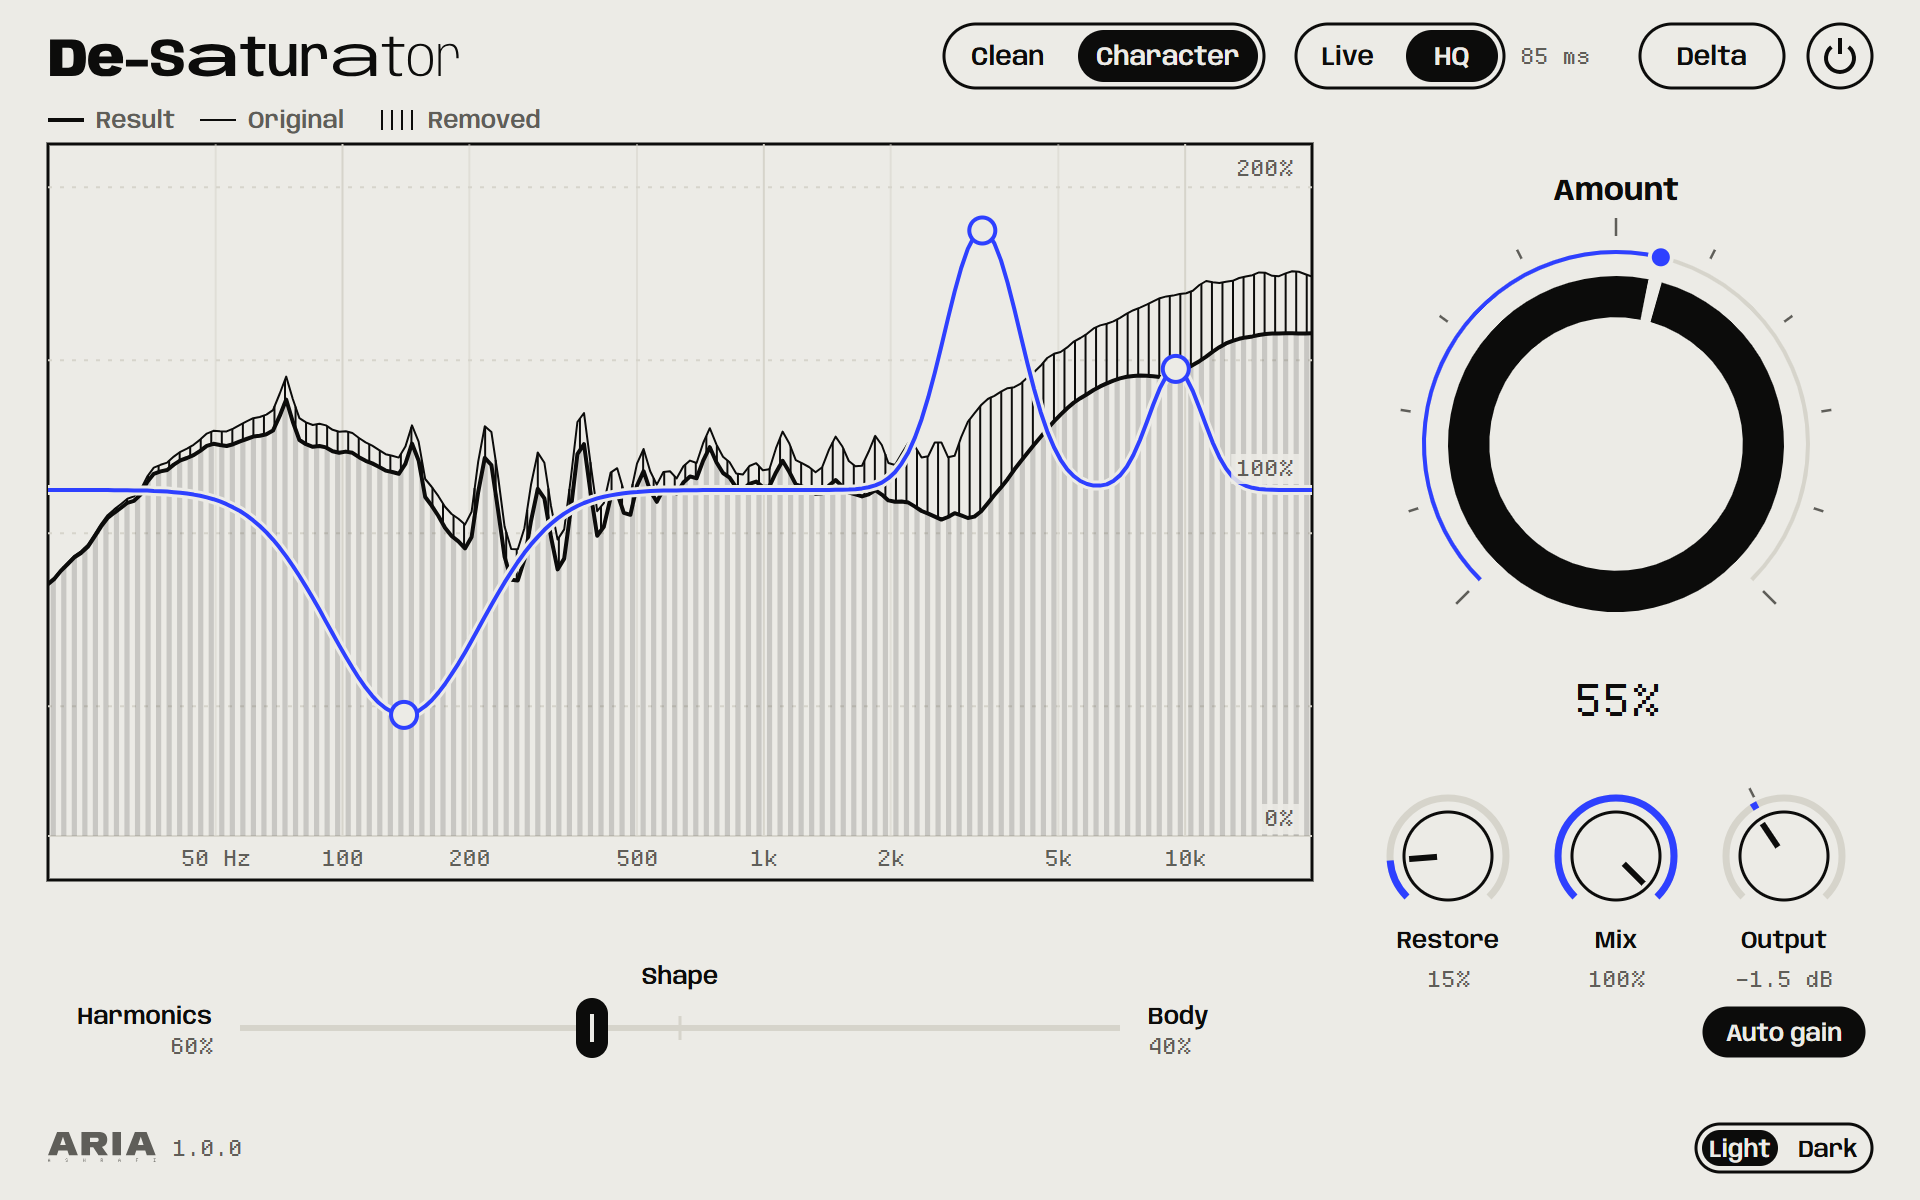 De-Saturator
Clean Character
Live HQ 85 ms
Delta
Result Original Removed
200%
100%
0%
50 Hz 100 200 500 1k 2k 5k 10k
Amount
55%
Restore Mix Output
15% 100% -1.5 dB
Auto gain
Shape
Harmonics Body
60% 40%
ARIA 1.0.0
Light Dark